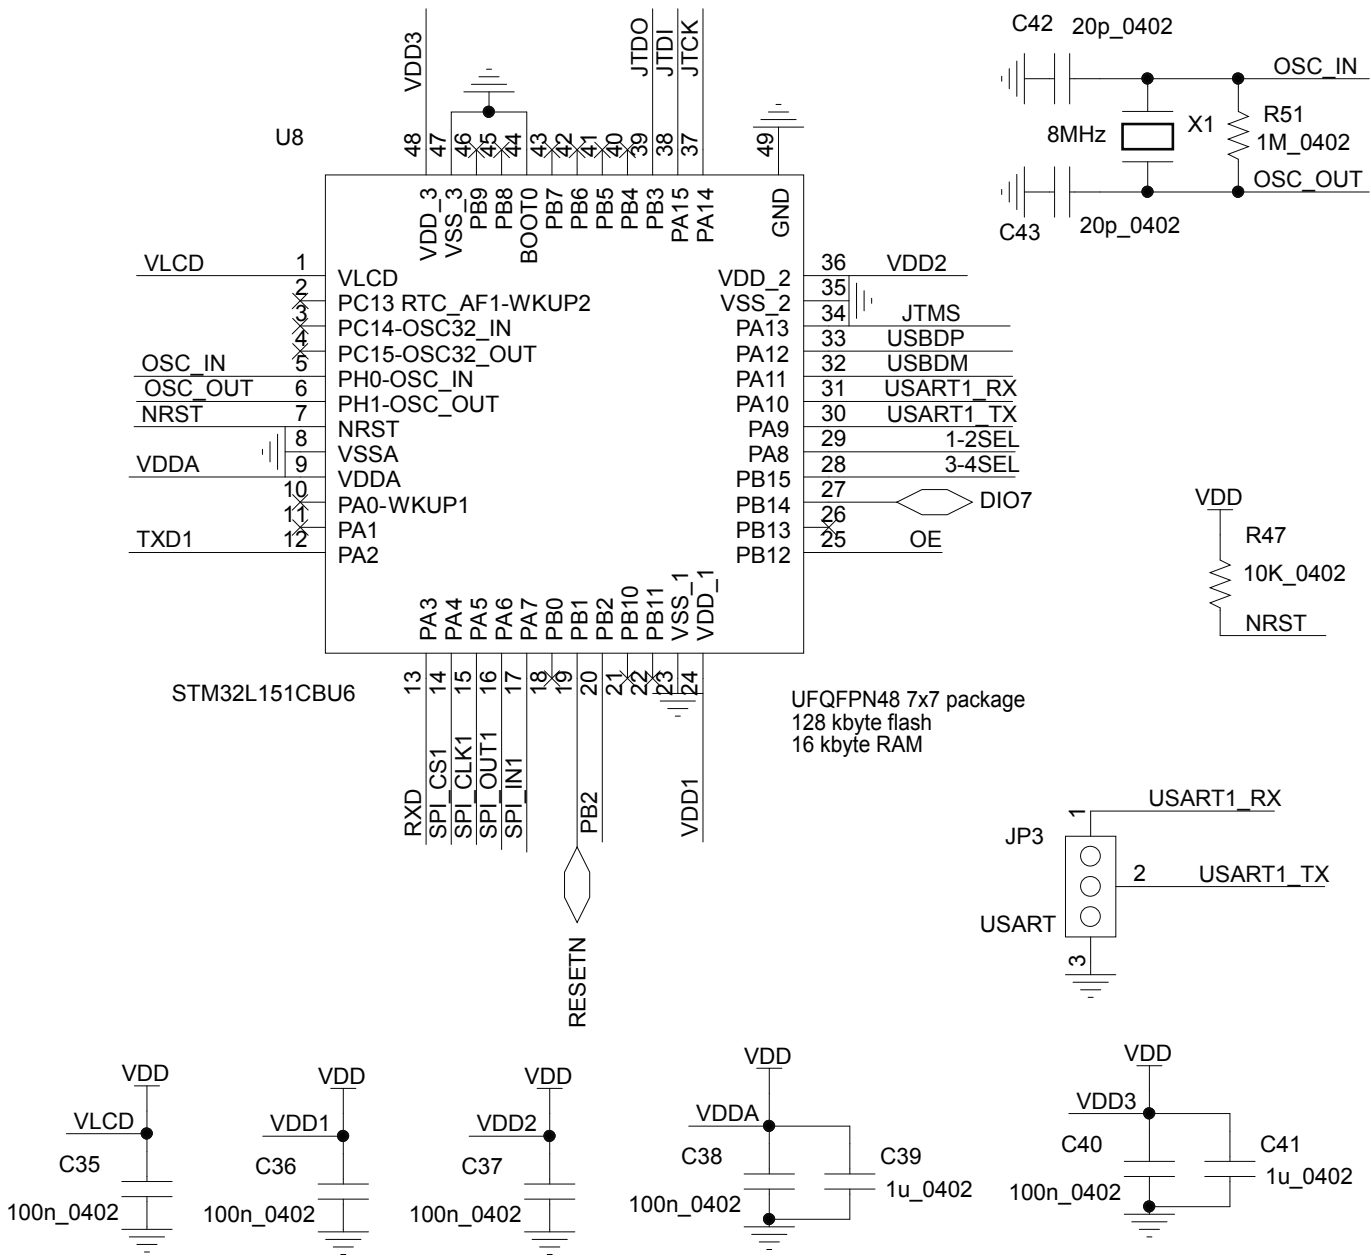 VDD3
JTDO
JTDI
JTCK
C42 20p_0402
OSC_IN
8MHz X1
R51
1M_0402
OSC_OUT
C43 20p_0402
U8
48 47 46 45 44 43 42 41 40 39 38 37 49
VDD_3
VSS_3
PB9
PB8
BOOT0
PB7
PB6
PB5
PB4
PB3
PA15
PA14
GND
VLCD 1 VLCD
2 PC13 RTC_AF1-WKUP2
3 PC14-OSC32_IN
4 PC15-OSC32_OUT
OSC_IN 5 PH0-OSC_IN
OSC_OUT 6 PH1-OSC_OUT
NRST 7 NRST
8 VSSA
VDDA 9 VDDA
10 PA0-WKUP1
11 PA1
TXD1 12 PA2
VDD_2 36 VDD2
VSS_2 35
PA13 34 JTMS
PA12 33 USBDP
PA11 32 USBDM
PA10 31 USART1_RX
PA9 30 USART1_TX
PA8 29 1-2SEL
PB15 28 3-4SEL
PB14 27 DIO7
PB13 26
PB12 25 OE
PA3
PA4
PA5
PA6
PA7
PB0
PB1
PB2
PB10
PB11
VSS_1
VDD_1
13 14 15 16 17 18 19 20 21 22 23 24
STM32L151CBU6
RXD
SPI_CS1
SPI_CLK1
SPI_OUT1
SPI_IN1
RESETN
PB2
VDD1
UFQFPN48 7x7 package
128 kbyte flash
16 kbyte RAM
VDD
R47
10K_0402
NRST
JP3
USART
1 USART1_RX
2 USART1_TX
3
VDD
VLCD
C35
100n_0402
VDD
VDD1
C36
100n_0402
VDD
VDD2
C37
100n_0402
VDD
VDDA
C38
100n_0402
C39
1u_0402
VDD
VDD3
C40
100n_0402
C41
1u_0402